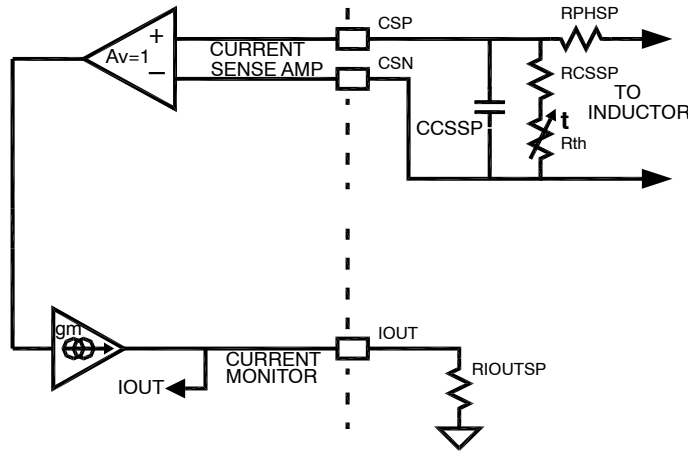 RPHSP
CSP
+
Av=1
−
CURRENT
SENSE AMP
CSN
RCSSP
TO
INDUCTOR
CCSSP
t
Rth
gm
IOUT
CURRENT
MONITOR
IOUT
RIOUTSP